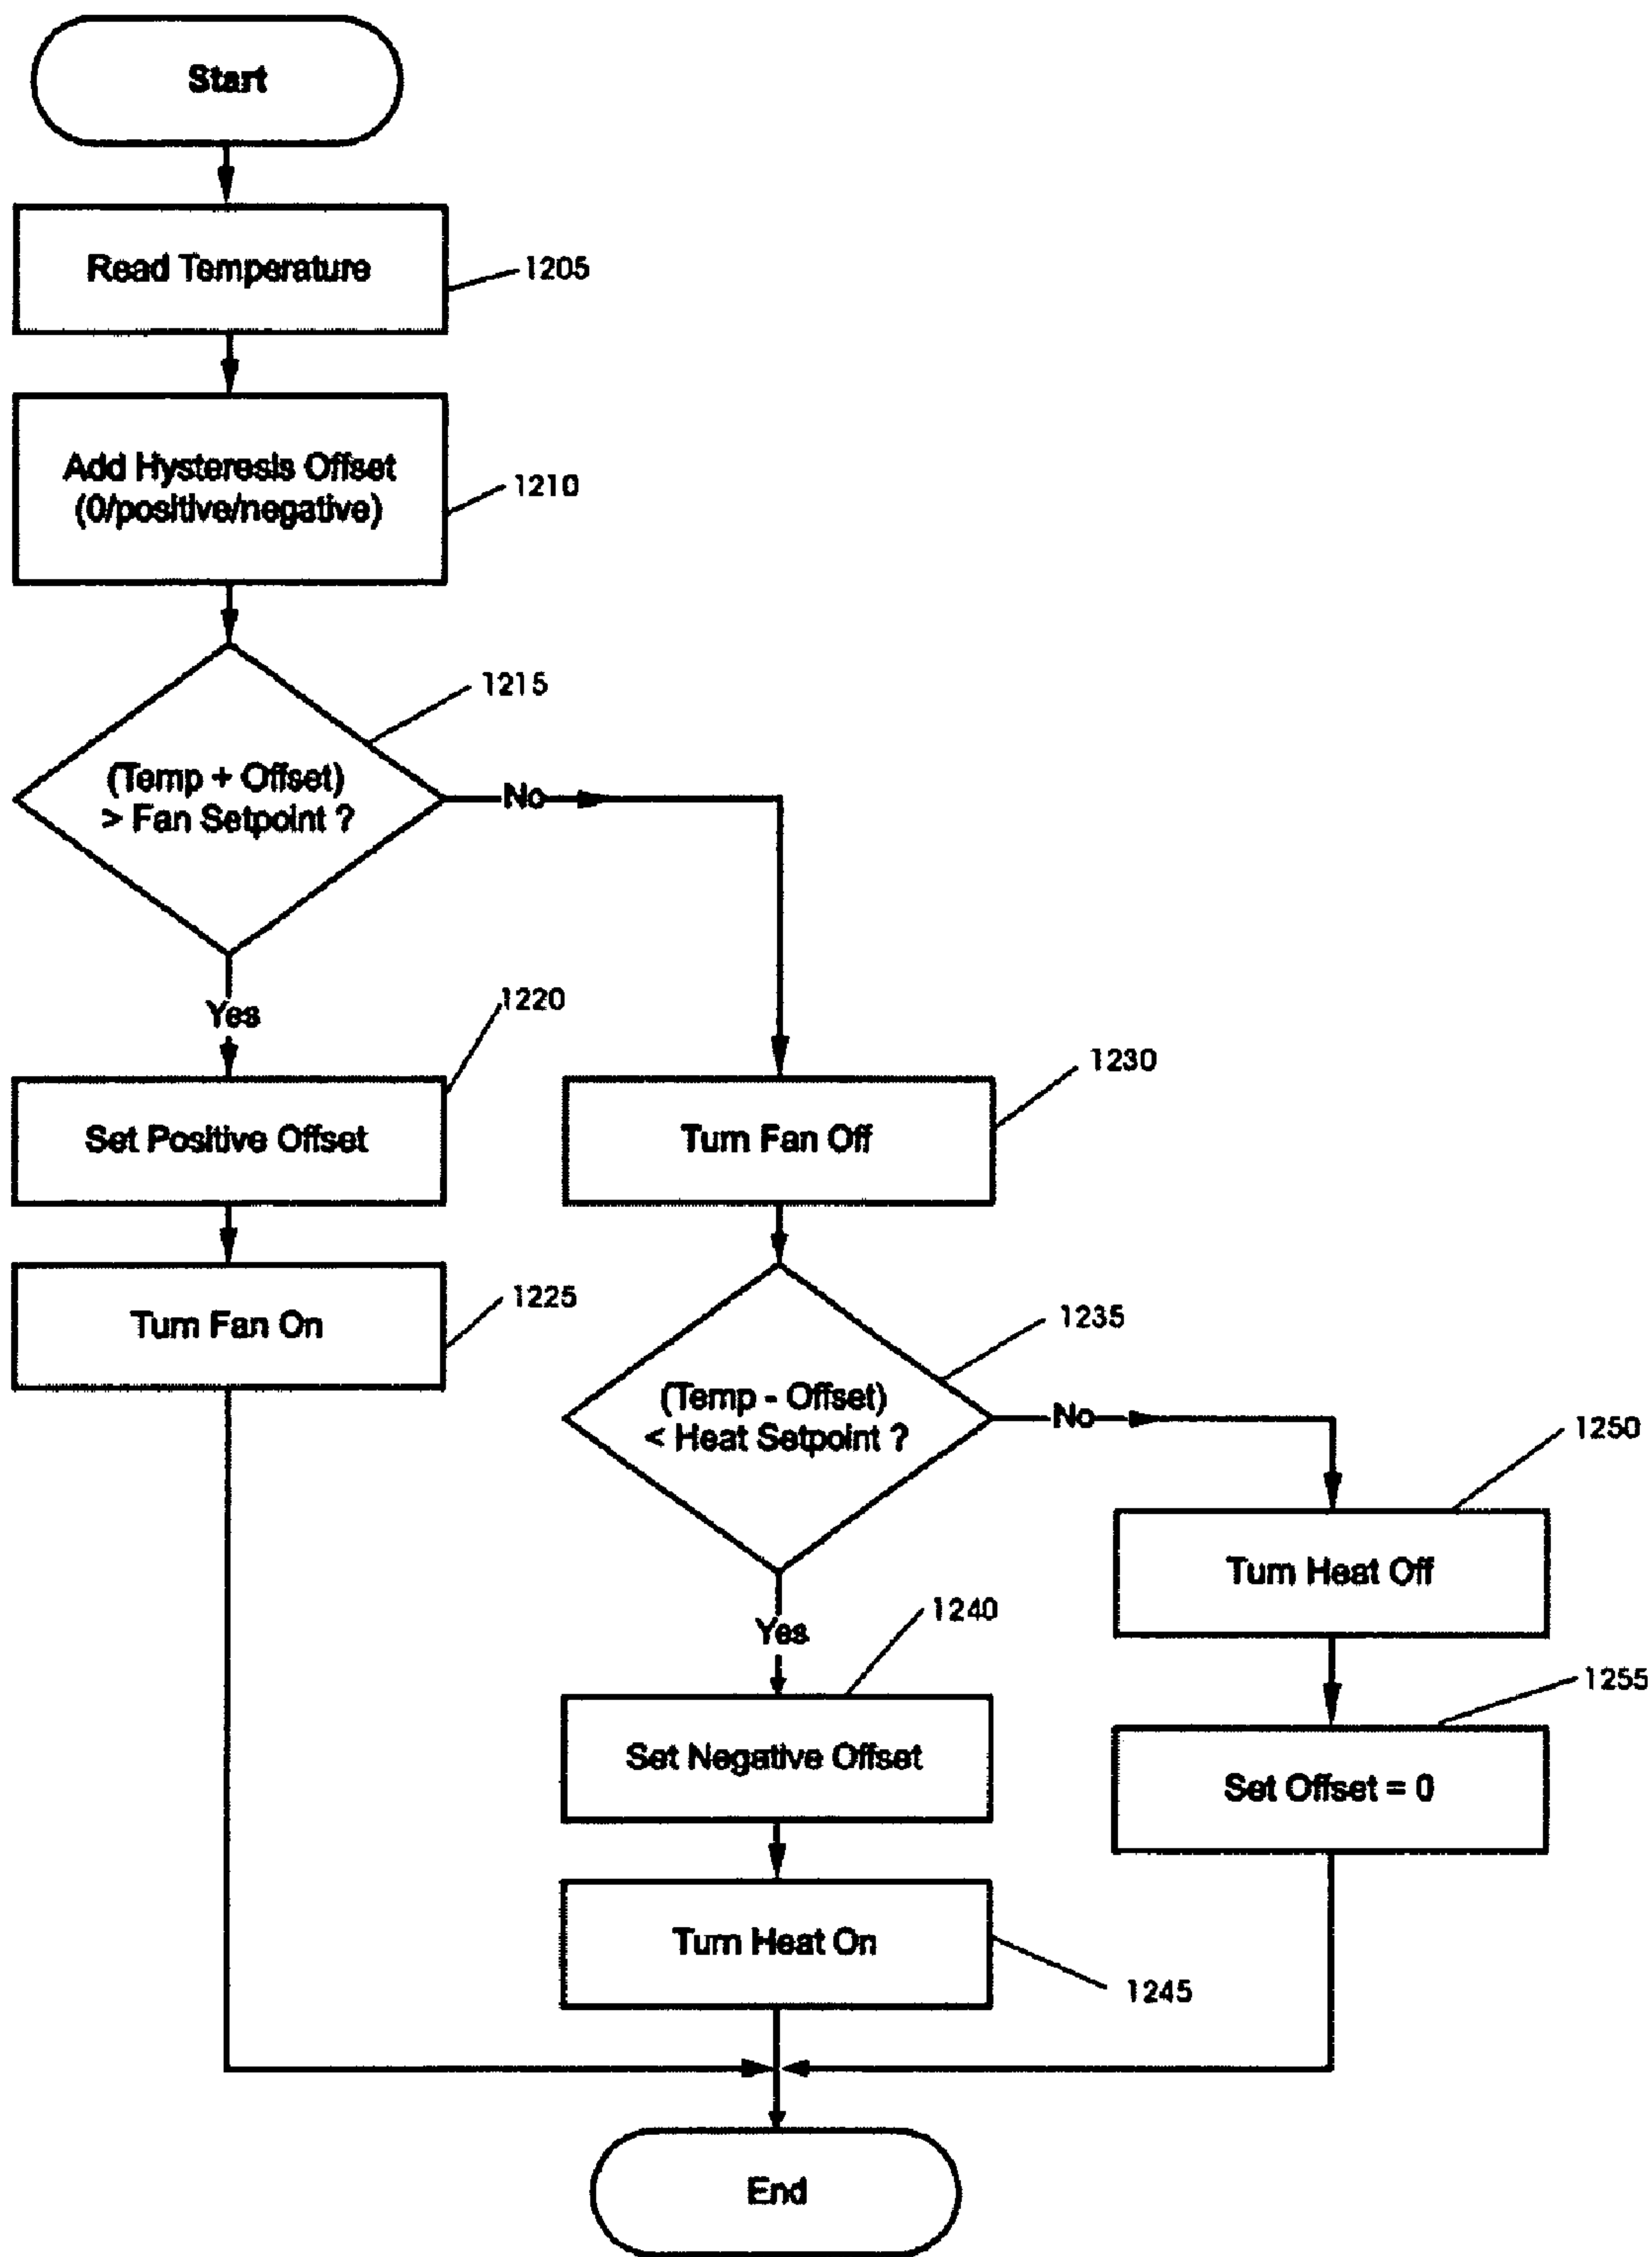 Start
Read Temperature
1205
Add Hysteresis Offset
(0/positive/negative)
1210
1215
(Temp + Offset)
> Fan Setpoint ?
No
Yes
1220
1230
Set Positive Offset
Turn Fan Off
Turn Fan On
1225
1235
(Temp - Offset)
< Heat Setpoint ?
No
1250
Turn Heat Off
Yes
1240
1255
Set Negative Offset
Set Offset = 0
Turn Heat On
1245
End